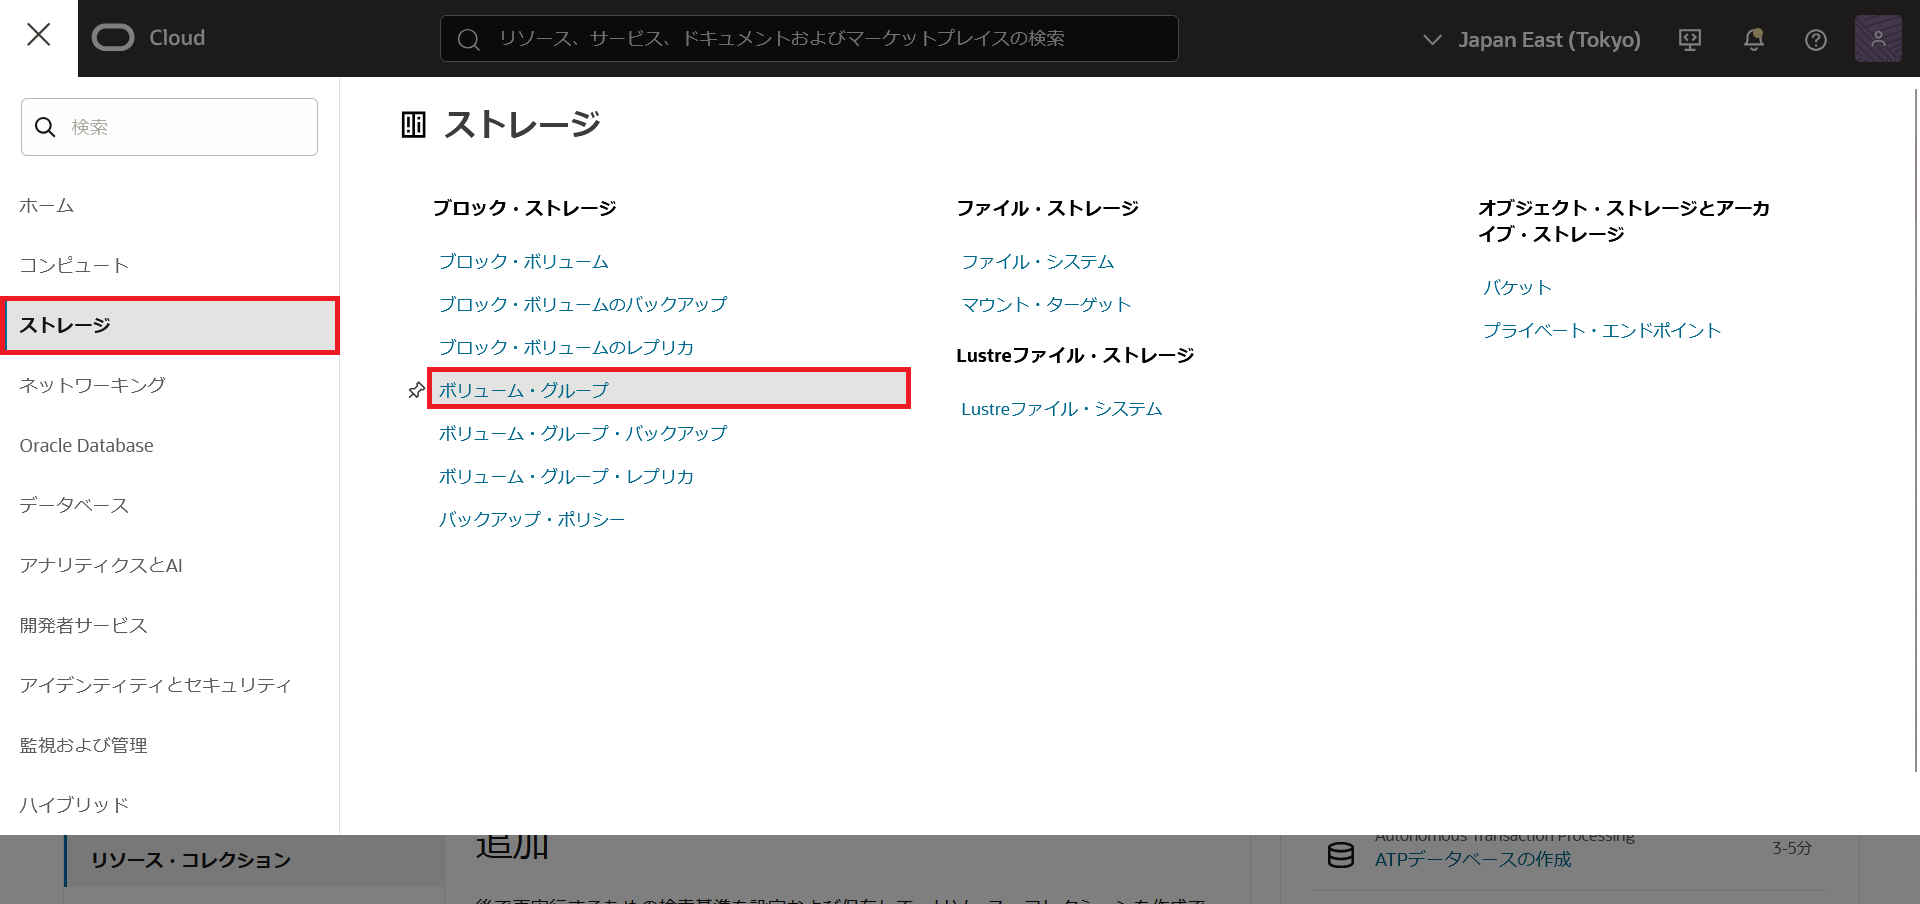 Cloud
リソース、サービス、ドキュメントおよびマーケットプレイスの検索
Japan East (Tokyo)
検索
ホーム
コンピュート
ストレージ
ネットワーキング
Oracle Database
データベース
アナリティクスとAI
開発者サービス
アイデンティティとセキュリティ
監視および管理
ハイブリッド
ストレージ
ブロック・ストレージ
ブロック・ボリューム
ブロック・ボリュームのバックアップ
ブロック・ボリュームのレプリカ
ボリューム・グループ
ボリューム・グループ・バックアップ
ボリューム・グループ・レプリカ
バックアップ・ポリシー
ファイル・ストレージ
ファイル・システム
マウント・ターゲット
Lustreファイル・ストレージ
Lustreファイル・システム
オブジェクト・ストレージとアーカ
イブ・ストレージ
バケット
プライベート・エンドポイント
リソース・コレクション
追加
Autonomous Transaction Processing
ATPデータベースの作成
3-5分